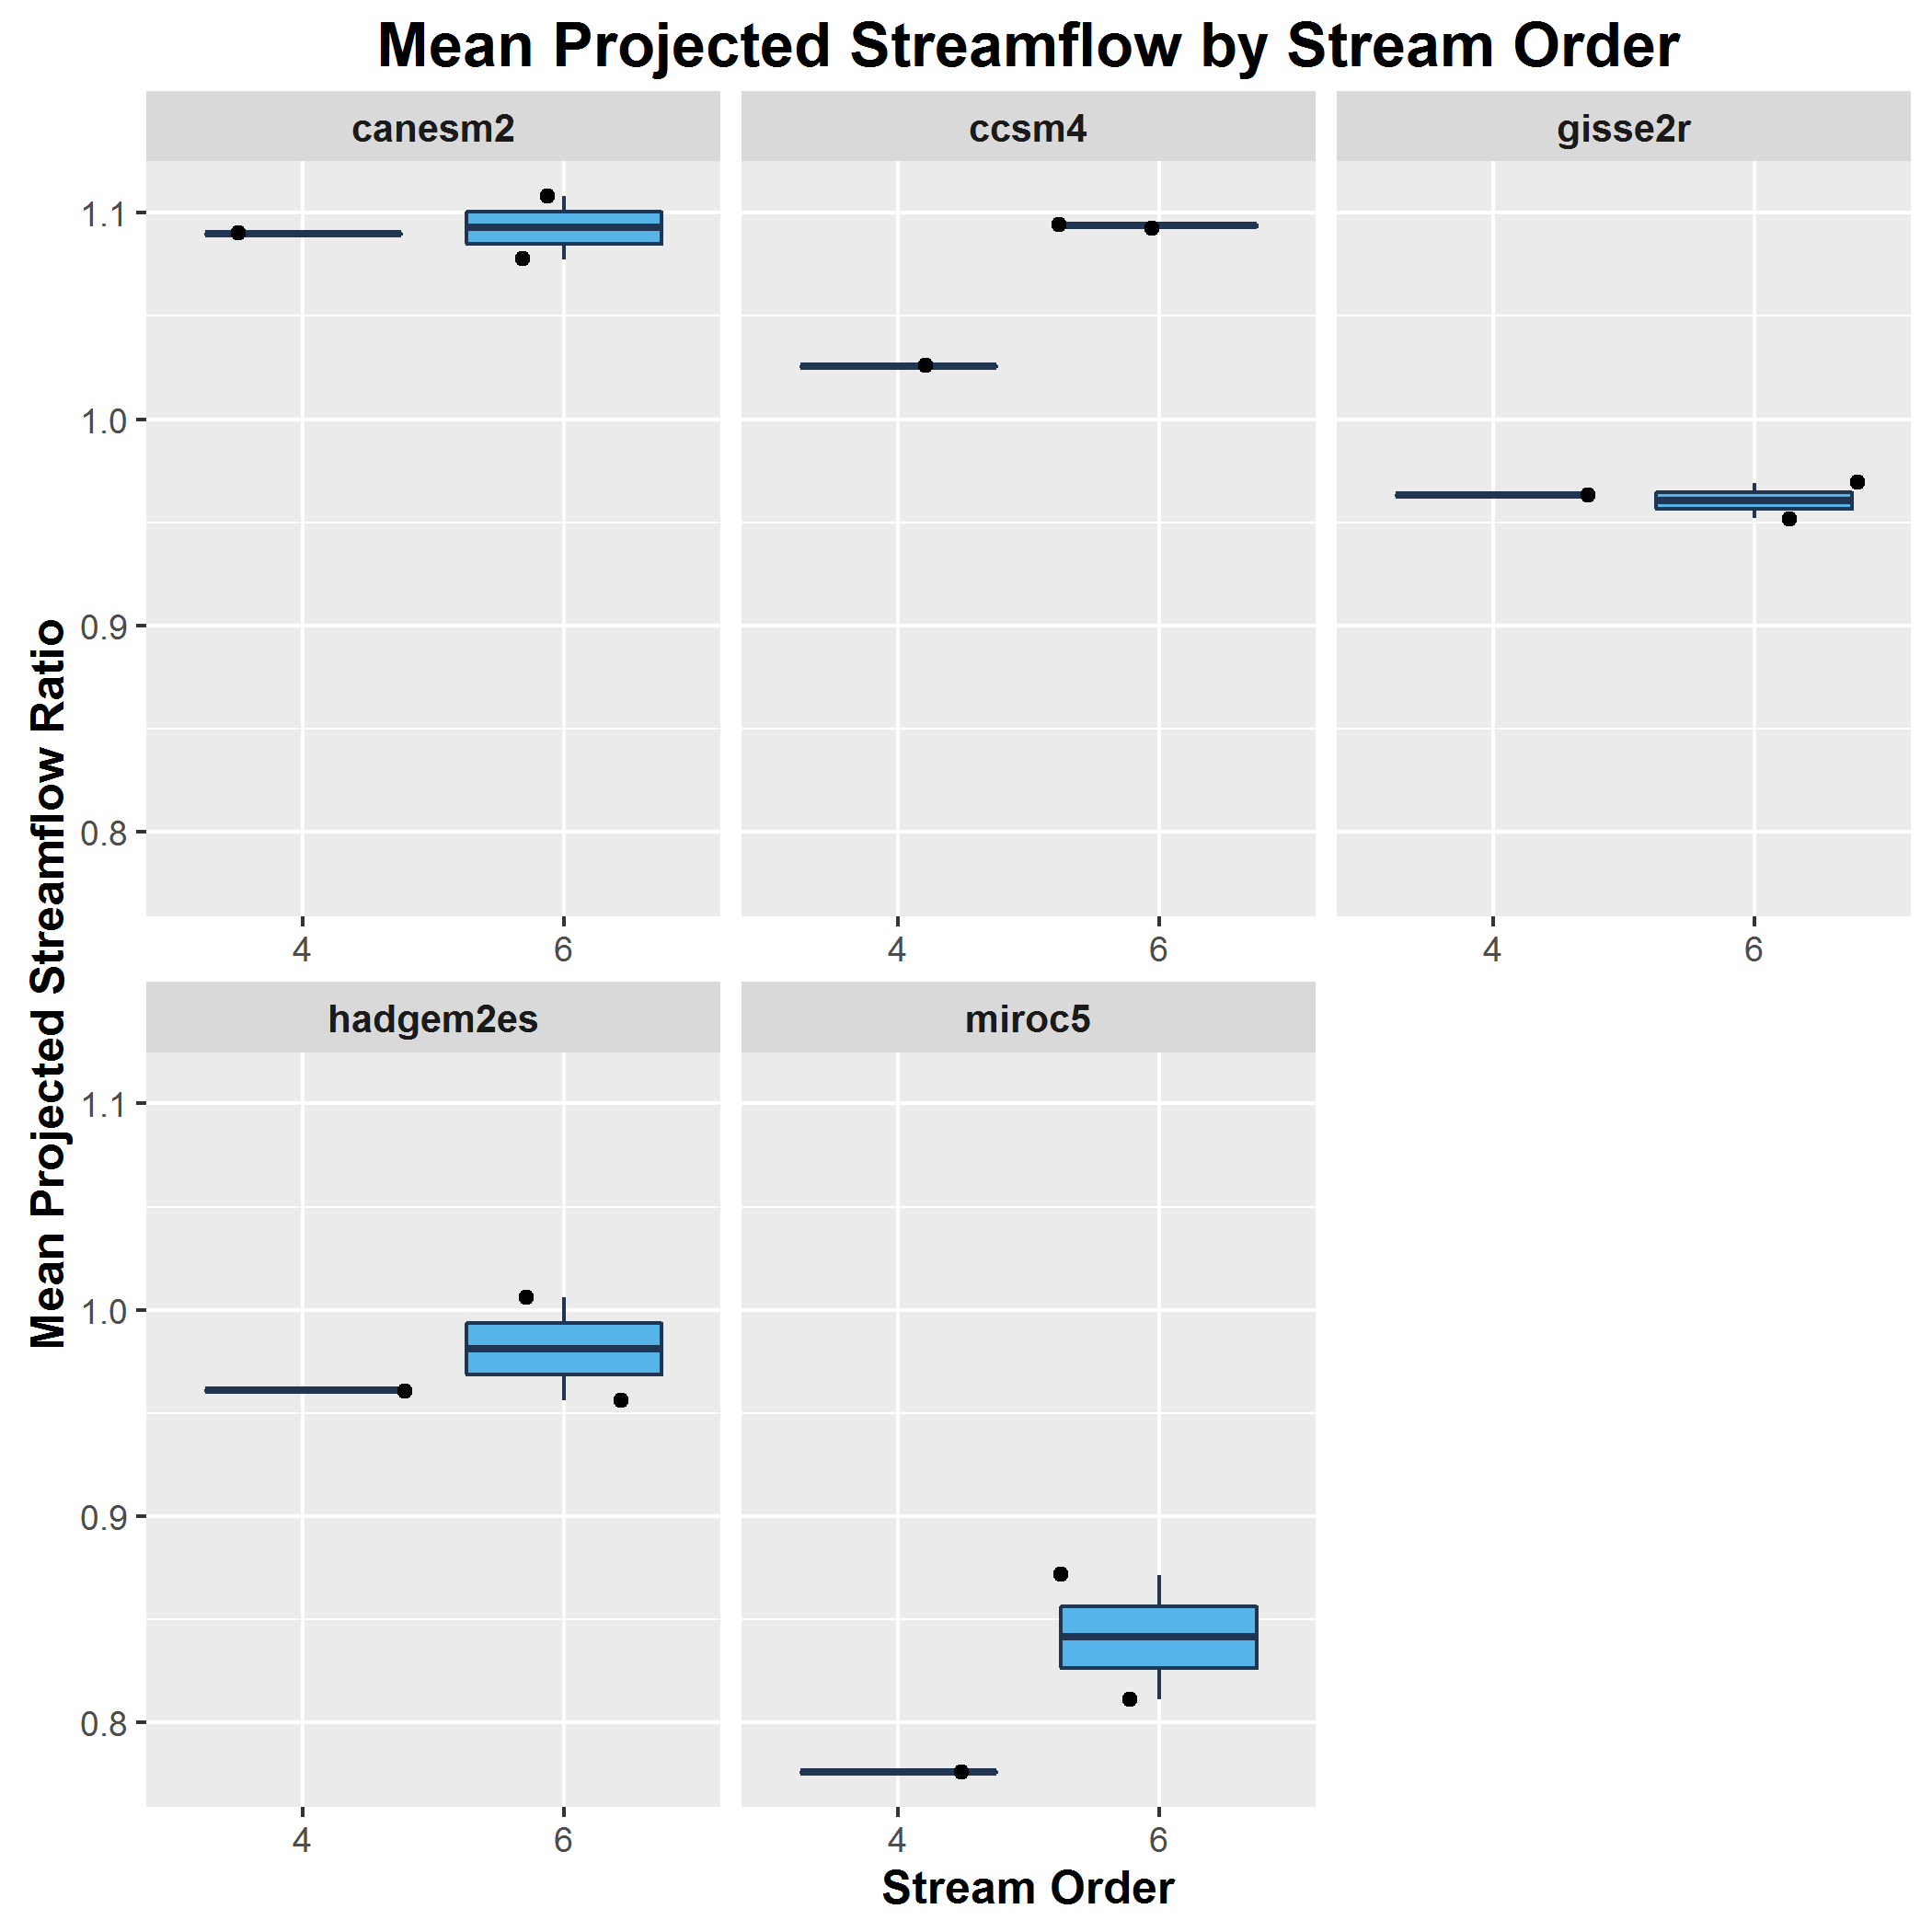 Mean Projected Streamflow by Stream Order
canesm2
ccsm4
gisse2r
1.1
1.0
0.9
0.8
4
6
4
6
4
6
hadgem2es
miroc5
1.1
1.0
0.9
0.8
4
6
4
6
Mean Projected Streamflow Ratio
Stream Order